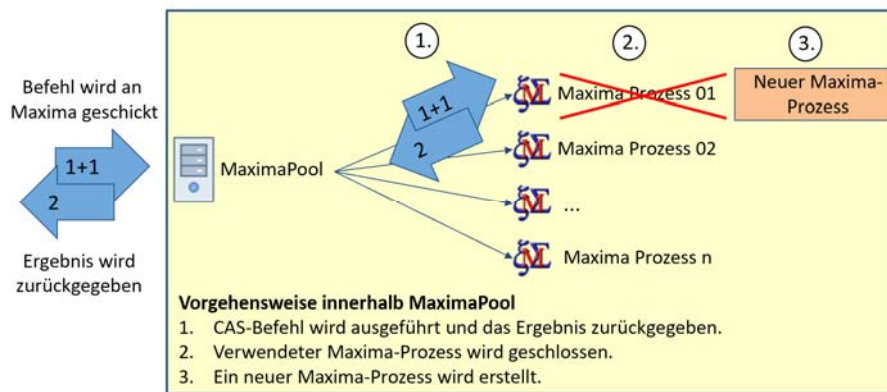 1.
2.
3.
Befehl wird an
Maxima geschickt
1+1
2
Ergebnis wird
zurückgegeben
MaximaPool
1+1
2
Maxima Prozess 01
Neuer Maxima-
Prozess
Maxima Prozess 02
...
Maxima Prozess n
Vorgehensweise innerhalb MaximaPool
1. CAS-Befehl wird ausgeführt und das Ergebnis zurückgegeben.
2. Verwendeter Maxima-Prozess wird geschlossen.
3. Ein neuer Maxima-Prozess wird erstellt.